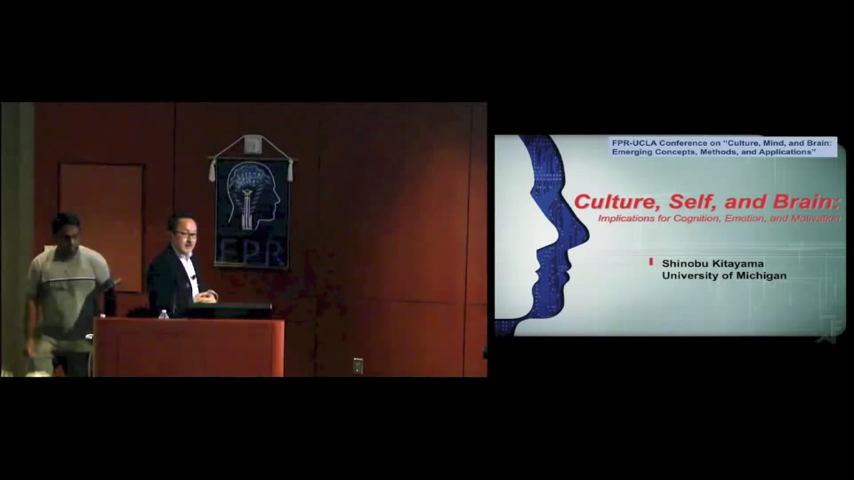 FPR
FPR-UCLA Conference on "Culture, Mind, and Brain:
Emerging Concepts, Methods, and Applications"
Culture, Self, and Brain:
Implications for Cognition, Emotion, and Motivation
Shinobu Kitayama
University of Michigan